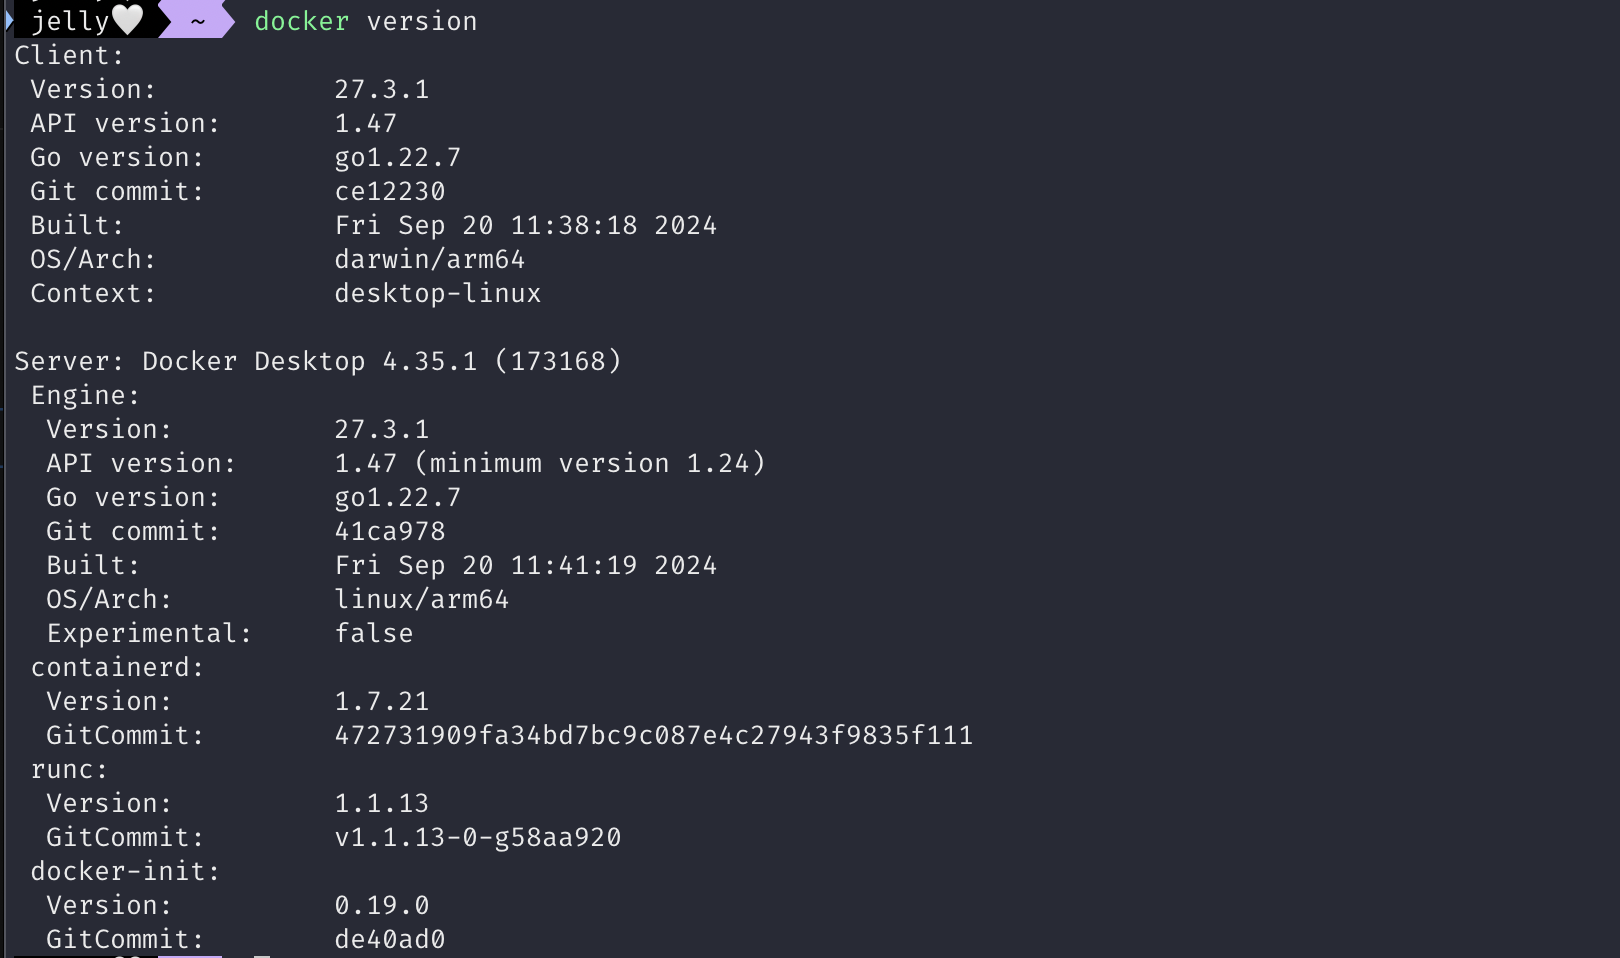 jelly🤍 ~ docker version
Client:
 Version:           27.3.1
 API version:       1.47
 Go version:        go1.22.7
 Git commit:        ce12230
 Built:             Fri Sep 20 11:38:18 2024
 OS/Arch:           darwin/arm64
 Context:           desktop-linux

Server: Docker Desktop 4.35.1 (173168)
 Engine:
  Version:          27.3.1
  API version:      1.47 (minimum version 1.24)
  Go version:       go1.22.7
  Git commit:       41ca978
  Built:            Fri Sep 20 11:41:19 2024
  OS/Arch:          linux/arm64
  Experimental:     false
 containerd:
  Version:          1.7.21
  GitCommit:        472731909fa34bd7bc9c087e4c27943f9835f111
 runc:
  Version:          1.1.13
  GitCommit:        v1.1.13-0-g58aa920
 docker-init:
  Version:          0.19.0
  GitCommit:        de40ad0